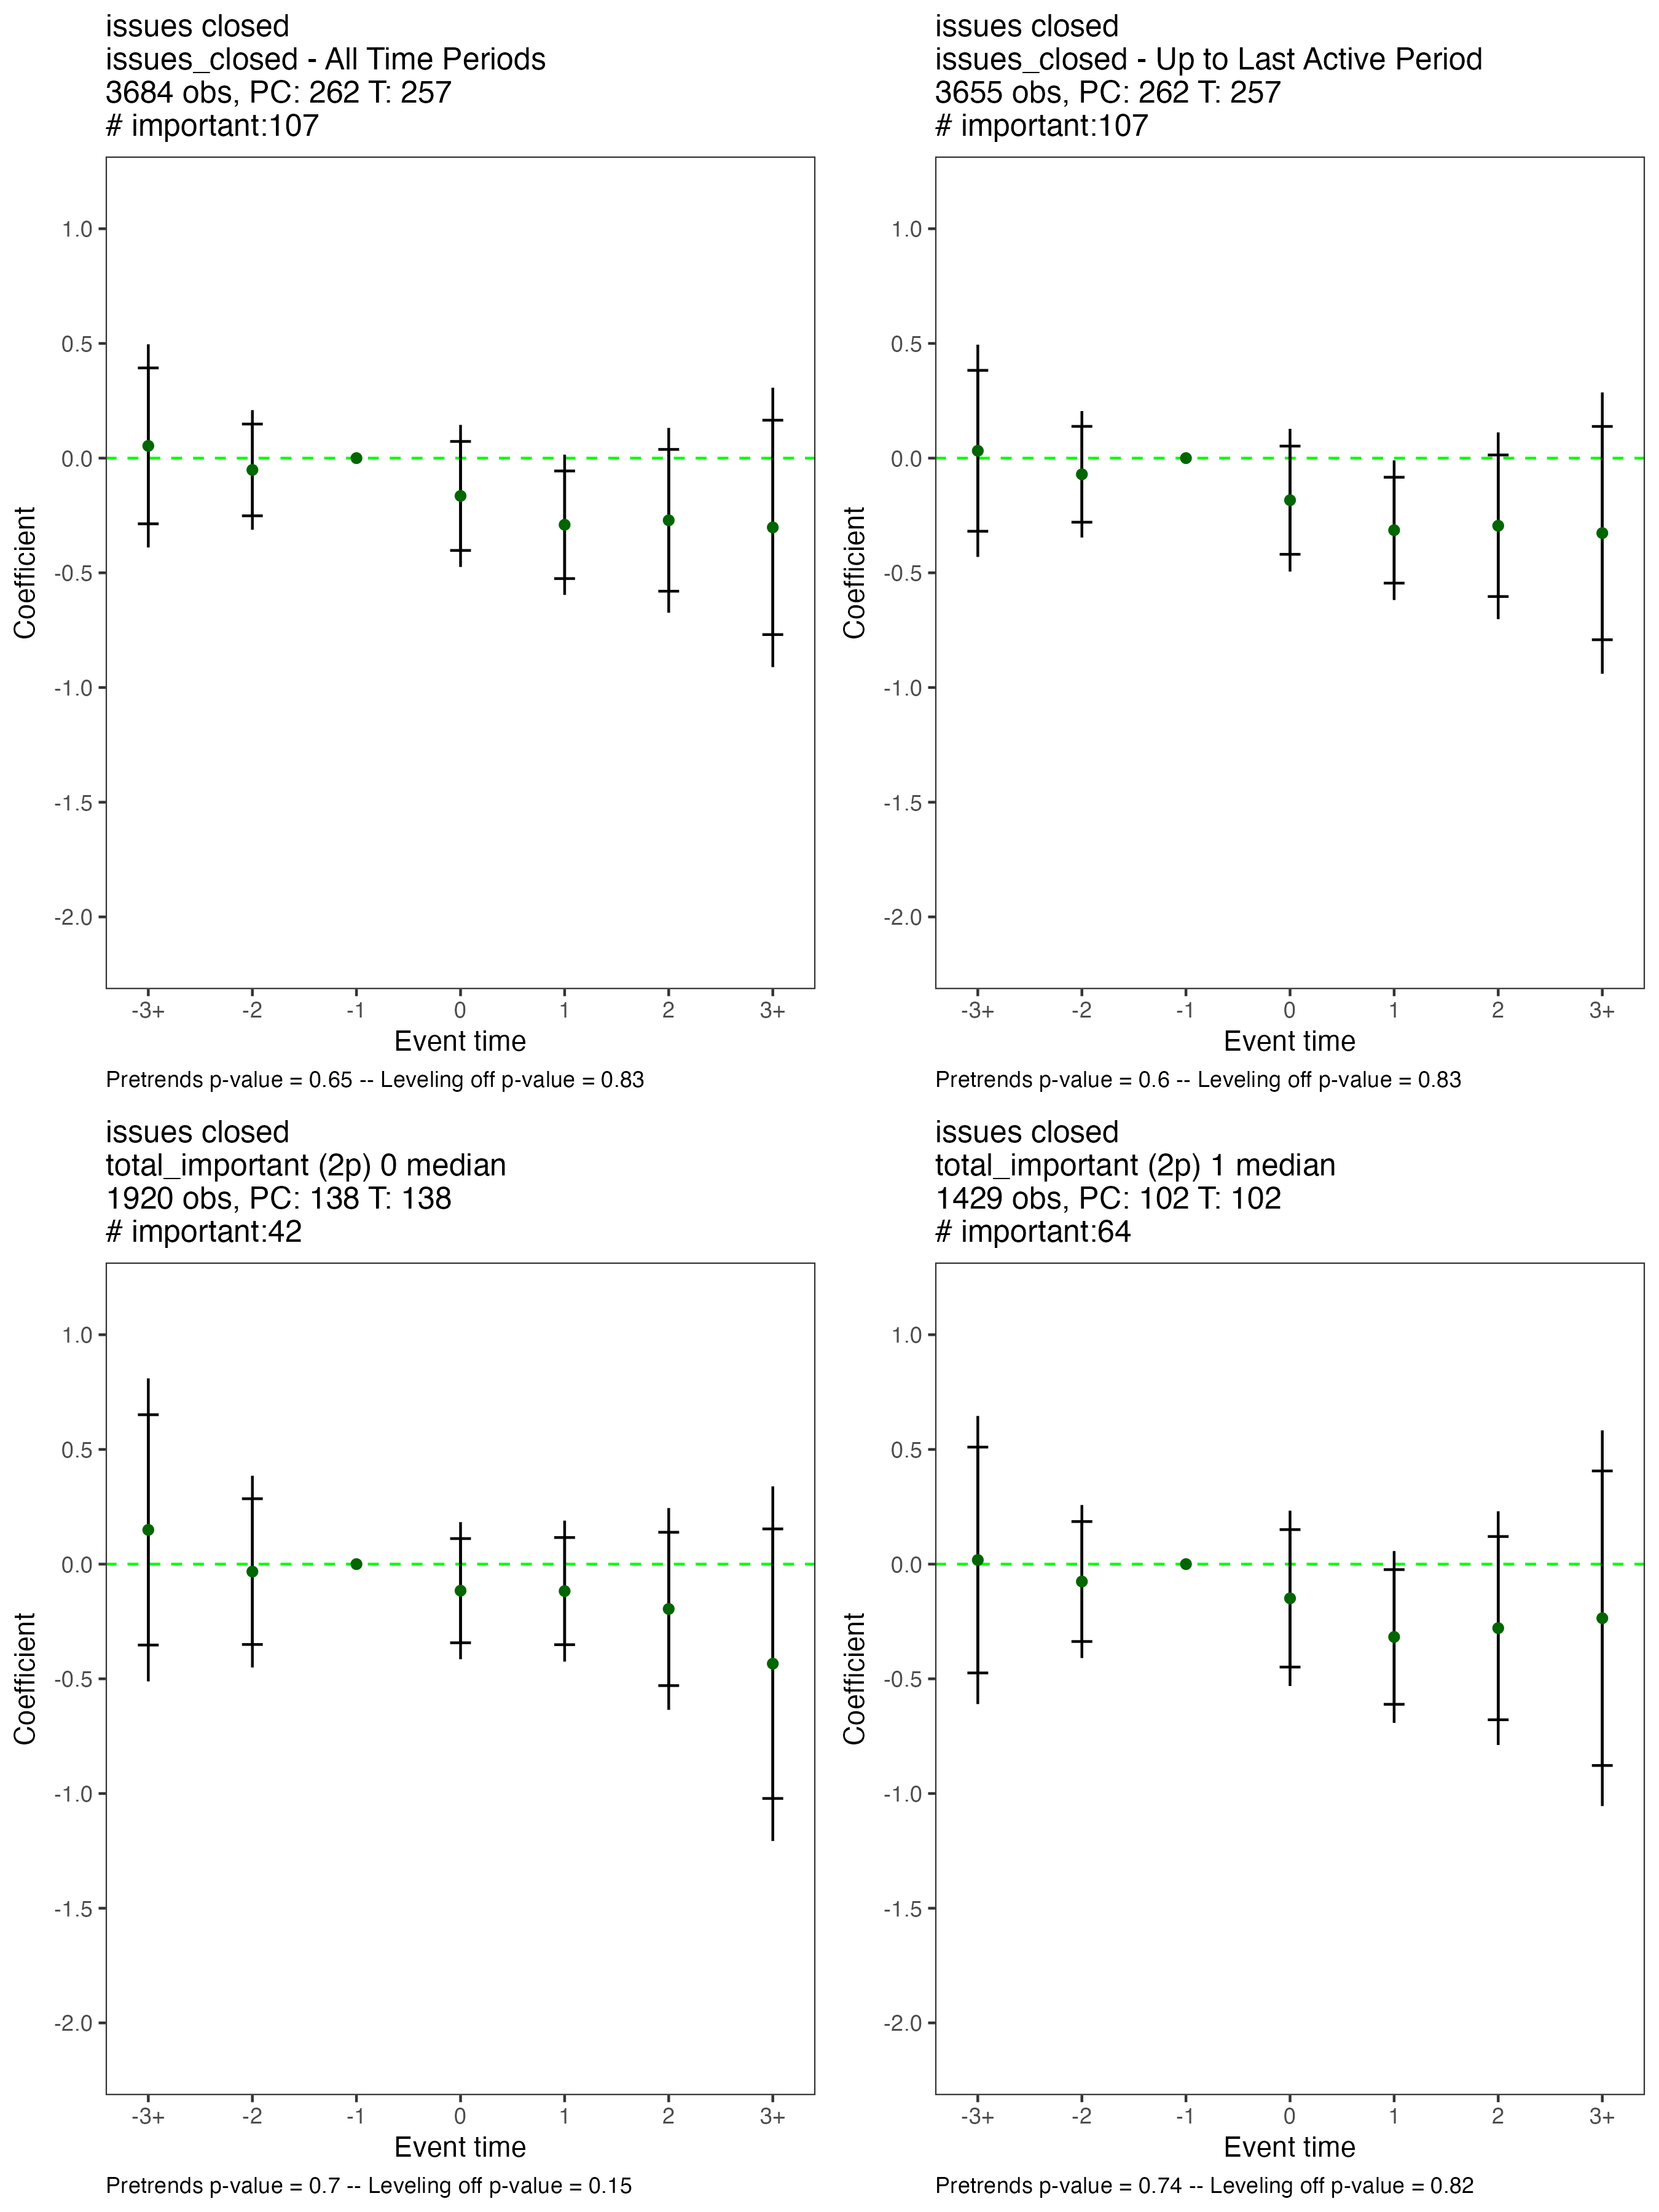 issues closed
issues_closed - All Time Periods
3684 obs, PC: 262 T: 257
# important:107
1.0
0.5
0.0
-0.5
-1.0
-1.5
-2.0
Coefficient
-3+ -2 -1 0 1 2 3+
Event time
Pretrends p-value = 0.65 -- Leveling off p-value = 0.83
issues closed
issues_closed - Up to Last Active Period
3655 obs, PC: 262 T: 257
# important:107
1.0
0.5
0.0
-0.5
-1.0
-1.5
-2.0
Coefficient
-3+ -2 -1 0 1 2 3+
Event time
Pretrends p-value = 0.6 -- Leveling off p-value = 0.83
issues closed
total_important (2p) 0 median
1920 obs, PC: 138 T: 138
# important:42
1.0
0.5
0.0
-0.5
-1.0
-1.5
-2.0
Coefficient
-3+ -2 -1 0 1 2 3+
Event time
Pretrends p-value = 0.7 -- Leveling off p-value = 0.15
issues closed
total_important (2p) 1 median
1429 obs, PC: 102 T: 102
# important:64
1.0
0.5
0.0
-0.5
-1.0
-1.5
-2.0
Coefficient
-3+ -2 -1 0 1 2 3+
Event time
Pretrends p-value = 0.74 -- Leveling off p-value = 0.82